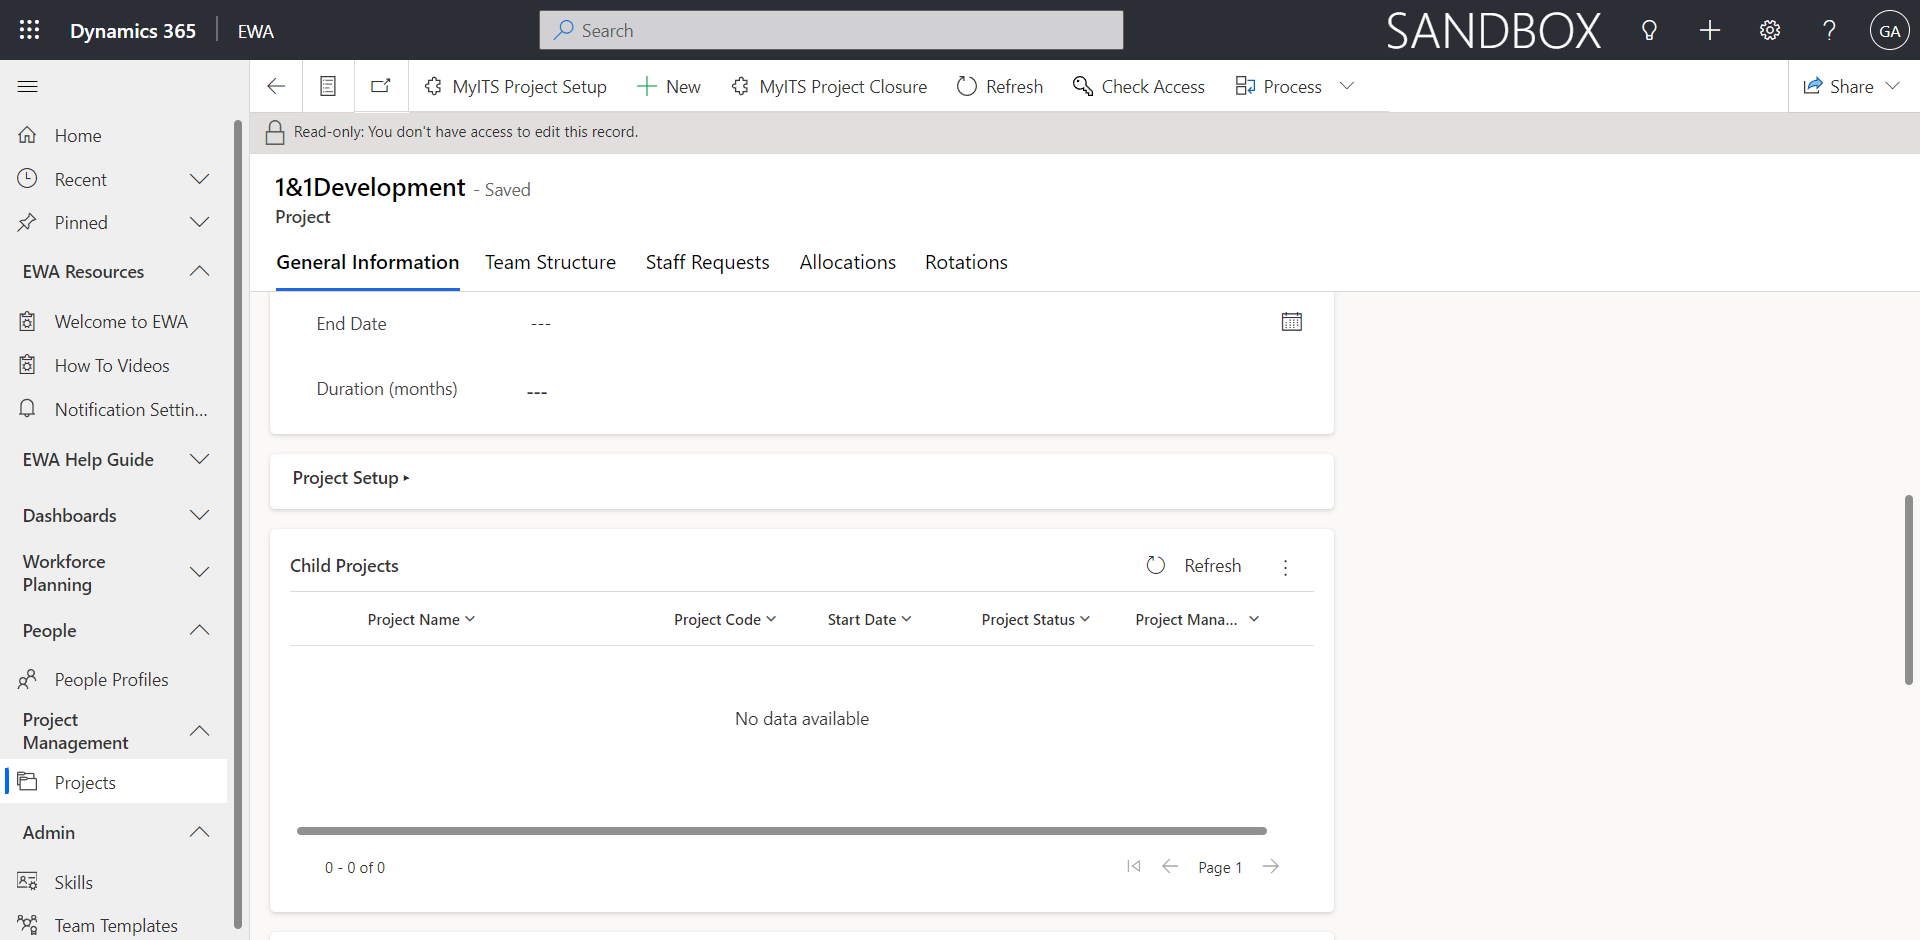 Dynamics 365 EWA Search SANDBOX GA
MyITS Project Setup New MyITS Project Closure Refresh Check Access Process Share
Read-only: You don't have access to edit this record.
Home
Recent
Pinned
EWA Resources
Welcome to EWA
How To Videos
Notification Settin...
EWA Help Guide
Dashboards
Workforce
Planning
People
People Profiles
Project
Management
Projects
Admin
Skills
Team Templates
1&1Development - Saved
Project
General Information Team Structure Staff Requests Allocations Rotations
End Date ---
Duration (months) ---
Project Setup
Child Projects Refresh
Project Name Project Code Start Date Project Status Project Mana...
No data available
0 - 0 of 0 Page 1